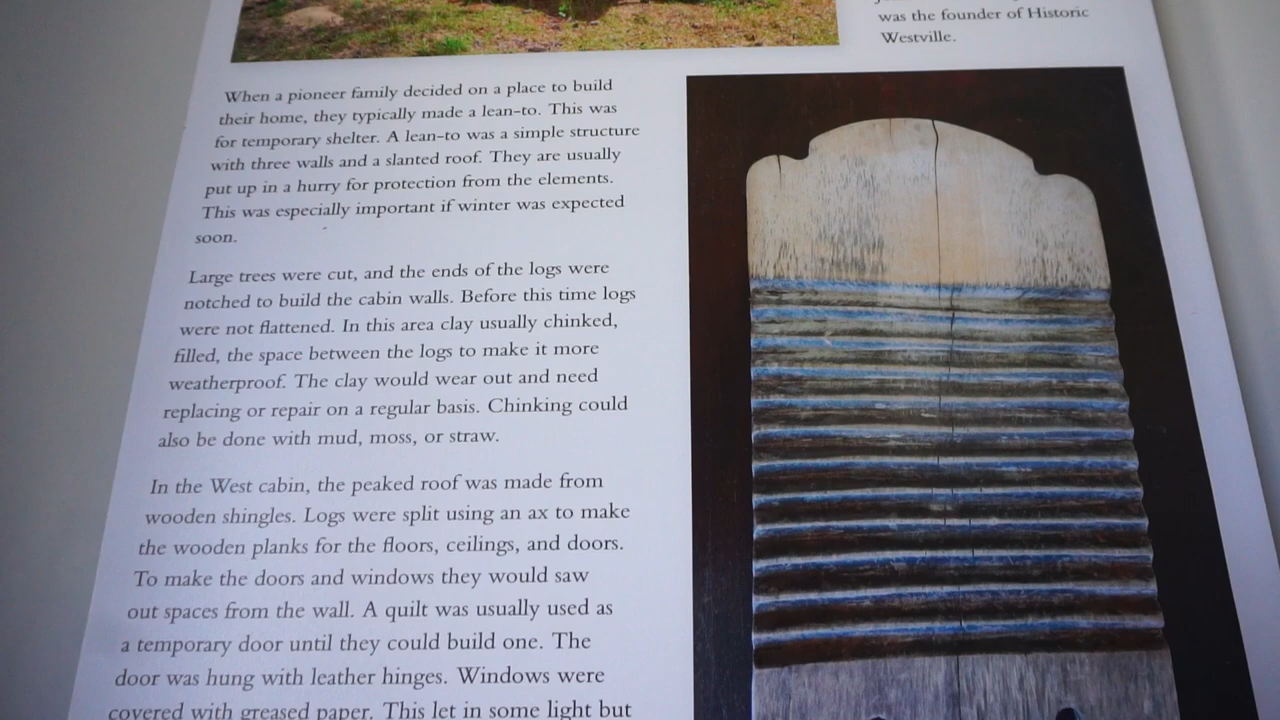 was the founder of Historic
Westville.
When a pioneer family decided on a place to build
their home, they typically made a lean-to. This was
for temporary shelter. A lean-to was a simple structure
with three walls and a slanted roof. They are usually
put up in a hurry for protection from the elements.
This was especially important if winter was expected
soon.
Large trees were cut, and the ends of the logs were
notched to build the cabin walls. Before this time logs
were not flattened. In this area clay usually chinked,
filled, the space between the logs to make it more
weatherproof. The clay would wear out and need
replacing or repair on a regular basis. Chinking could
also be done with mud, moss, or straw.
In the West cabin, the peaked roof was made from
wooden shingles. Logs were split using an ax to make
the wooden planks for the floors, ceilings, and doors.
To make the doors and windows they would saw
out spaces from the wall. A quilt was usually used as
a temporary door until they could build one. The
door was hung with leather hinges. Windows were
covered with greased paper. This let in some light but